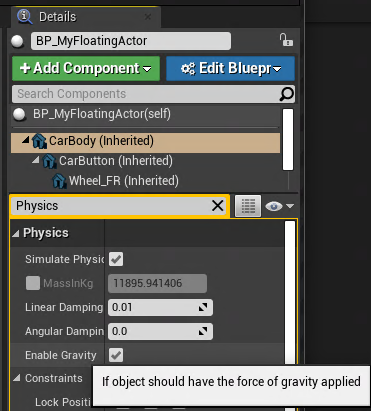 Details
BP_MyFloatingActor
Add Component
Edit Bluepr
Search Components
BP_MyFloatingActor(self)
CarBody (Inherited)
CarButton (Inherited)
Wheel_FR (Inherited)
Physics
Physics
Simulate Physic
MassInKg 11895.941406
Linear Damping 0.01
Angular Dampin 0.0
Enable Gravity
If object should have the force of gravity applied
Constraints
Lock Positi